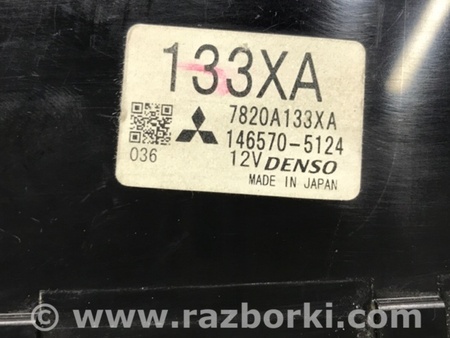 133XA
7820A133XA
146570-5124
036
12V DENSO
MADE IN JAPAN
© www.razborki.com